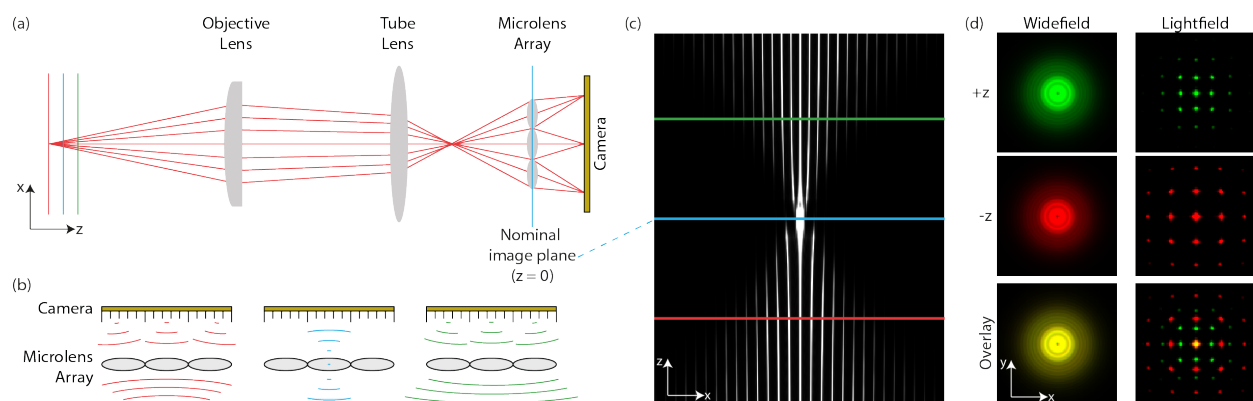 (a)
Objective
Lens
Tube
Lens
Microlens
Array
Camera
x
z
Nominal
image plane
(z = 0)
(b)
Camera
Microlens
Array
(c)
z
x
(d)
Widefield
Lightfield
+z
-z
Overlay
y
x